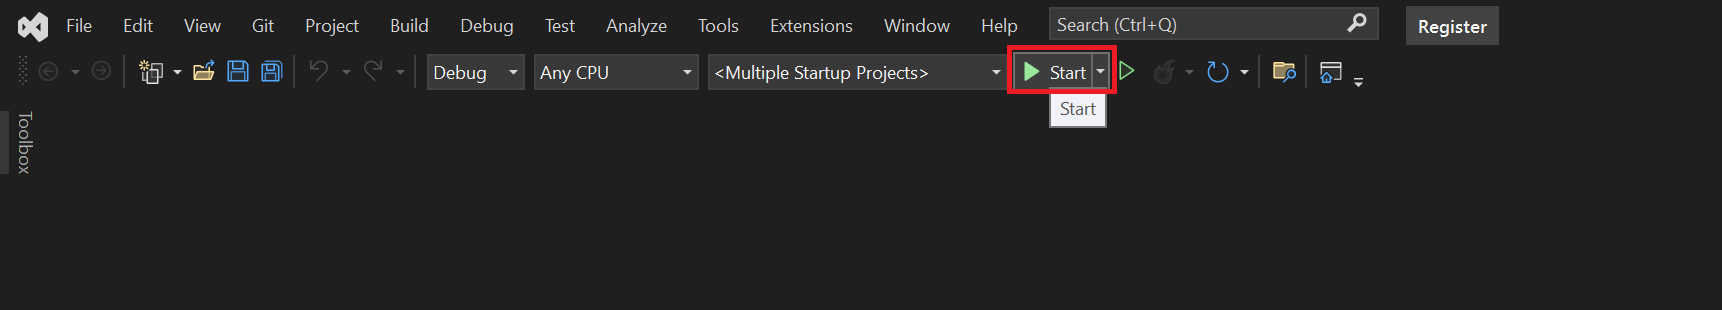 File Edit View Git Project Build Debug Test Analyze Tools Extensions Window Help Search (Ctrl+Q) Register
Debug Any CPU <Multiple Startup Projects> Start
Start
Toolbox